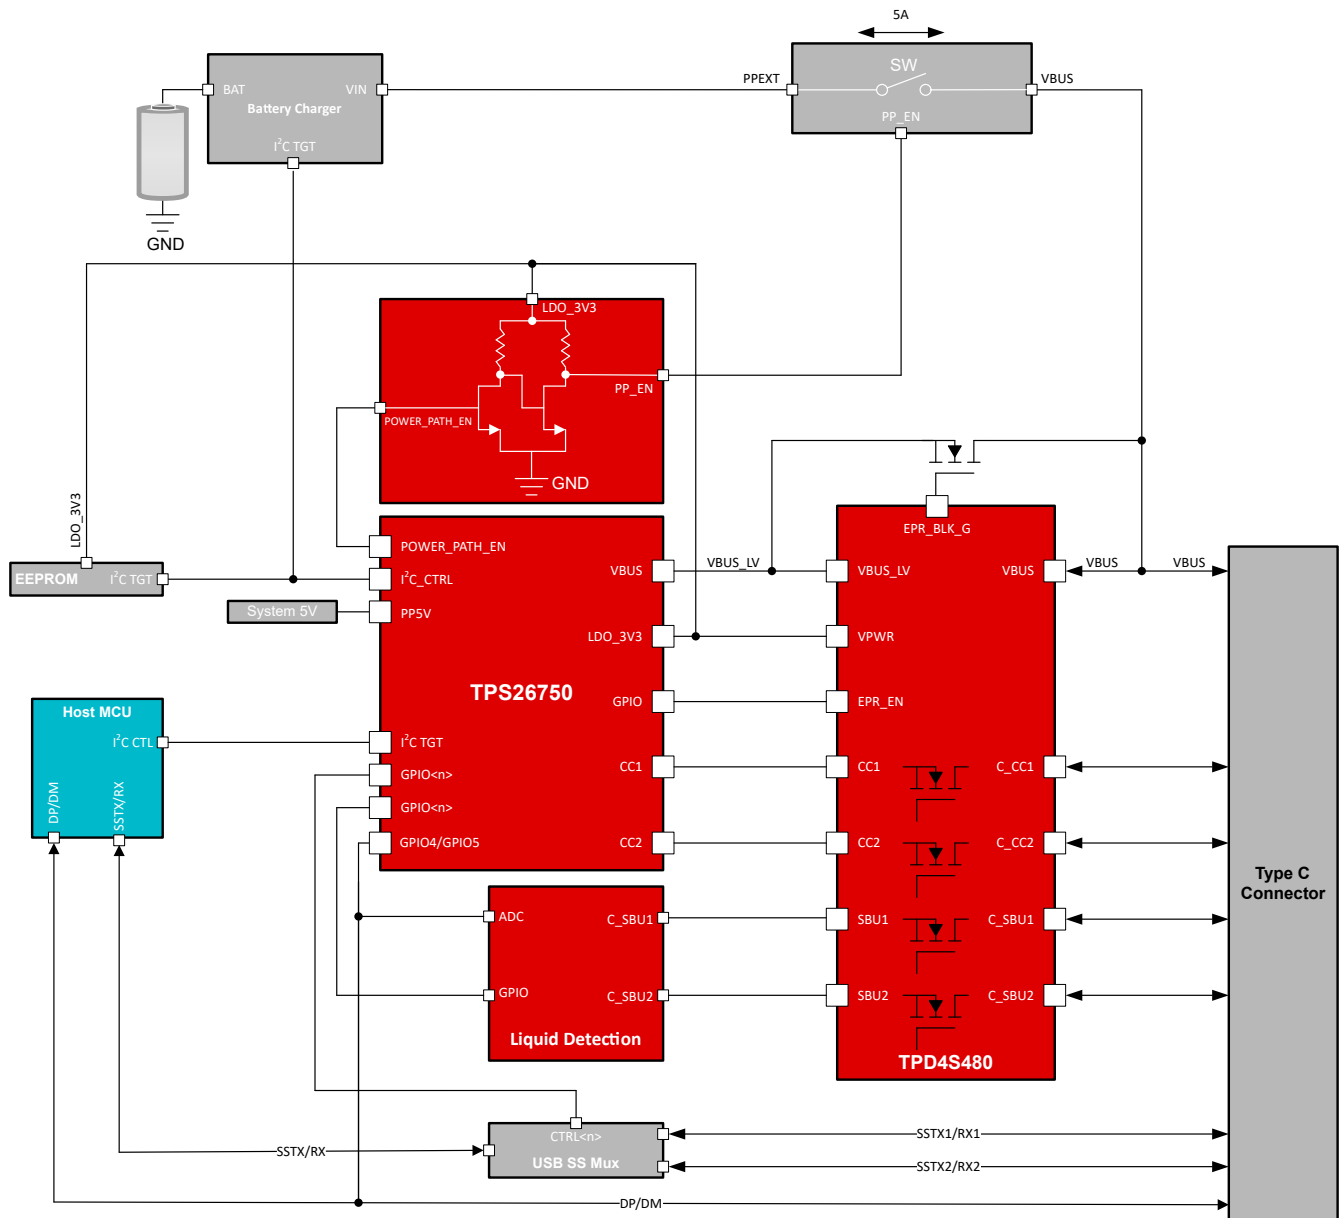 5A
SW
PPEXT
VBUS
PP_EN
BAT
VIN
Battery Charger
I²C TGT
GND
LDO_3V3
PP_EN
POWER_PATH_EN
GND
LDO_3V3
EEPROM
I²C TGT
System 5V
POWER_PATH_EN
I²C_CTRL
PP5V
VBUS
LDO_3V3
TPS26750
GPIO
I²C TGT
GPIO<n>
GPIO<n>
GPIO4/GPIO5
CC1
CC2
VBUS_LV
EPR_BLK_G
VBUS_LV
VBUS
VBUS
VBUS
VPWR
EPR_EN
CC1
C_CC1
CC2
C_CC2
SBU1
C_SBU1
SBU2
C_SBU2
TPD4S480
Type C
Connector
Host MCU
I²C CTL
DP/DM
SSTX/RX
ADC
C_SBU1
GPIO
C_SBU2
Liquid Detection
CTRL<n>
USB SS Mux
SSTX/RX
SSTX1/RX1
SSTX2/RX2
DP/DM